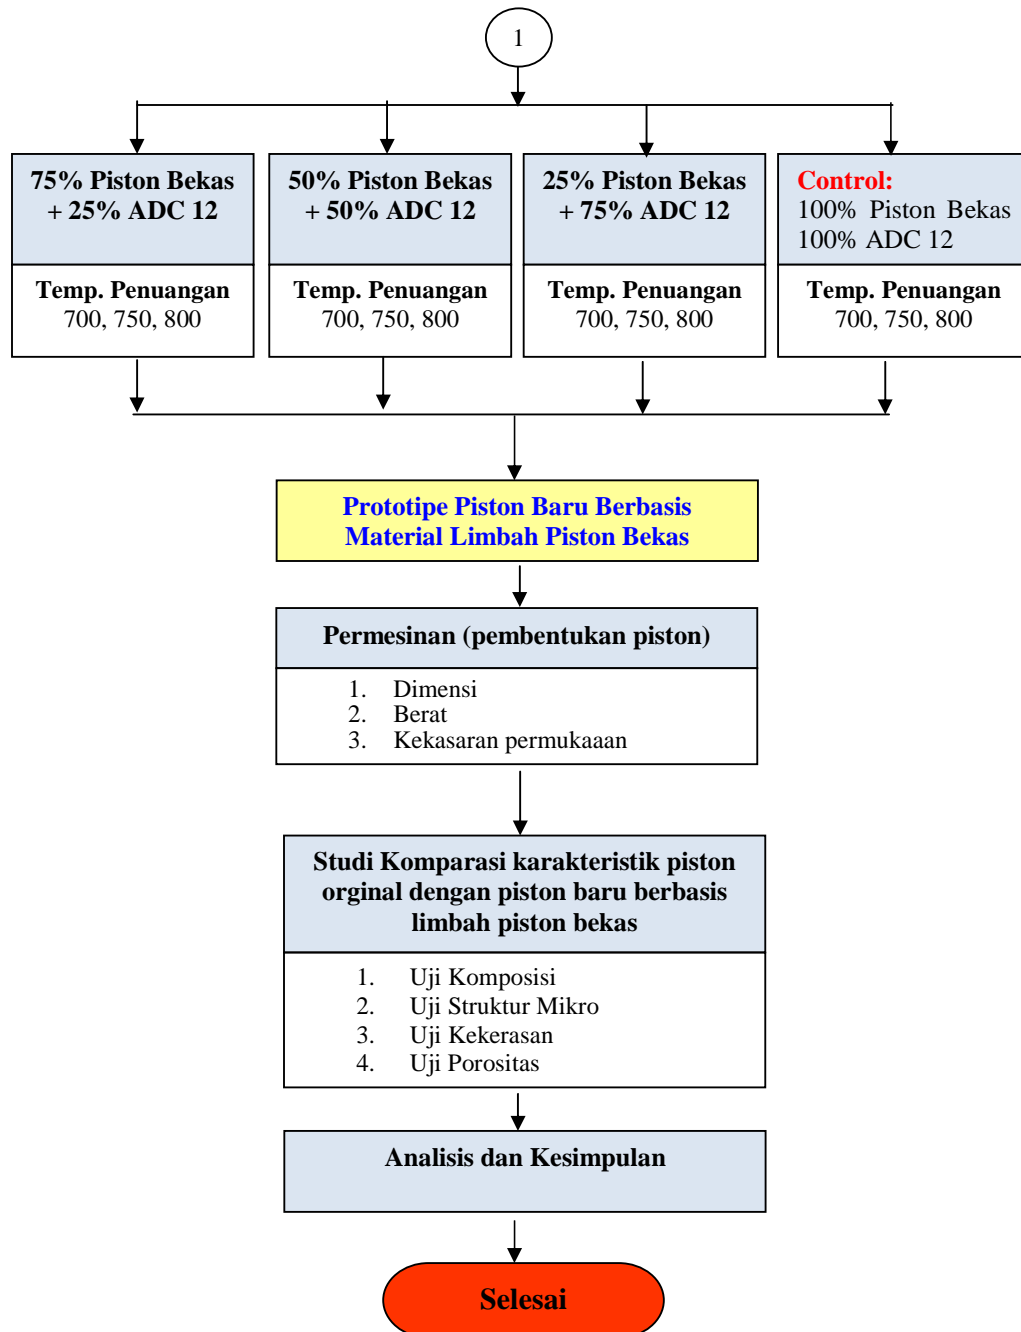 1
75% Piston Bekas
+ 25% ADC 12
Temp. Penuangan
700, 750, 800
50% Piston Bekas
+ 50% ADC 12
Temp. Penuangan
700, 750, 800
25% Piston Bekas
+ 75% ADC 12
Temp. Penuangan
700, 750, 800
Control:
100% Piston Bekas
100% ADC 12
Temp. Penuangan
700, 750, 800
Prototipe Piston Baru Berbasis
Material Limbah Piston Bekas
Permesinan (pembentukan piston)
1. Dimensi
2. Berat
3. Kekasaran permukaaan
Studi Komparasi karakteristik piston
orginal dengan piston baru berbasis
limbah piston bekas
1. Uji Komposisi
2. Uji Struktur Mikro
3. Uji Kekerasan
4. Uji Porositas
Analisis dan Kesimpulan
Selesai